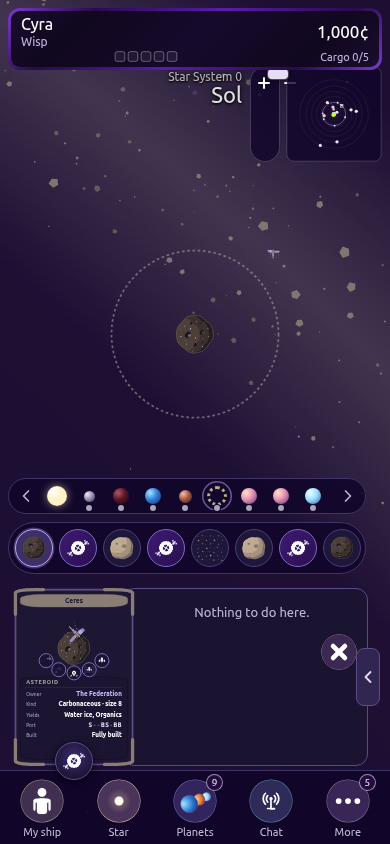 Cyra
1,000¢
Wisp
Cargo 0/5
Star System 0
Sol
Ceres
Nothing to do here.
ASTEROID
Owner The Federation
Kind Carbonaceous · size 8
Yields Water ice, Organics
Port S · · BS · BB
Built Fully built
9
5
My ship
Star
Planets
Chat
More